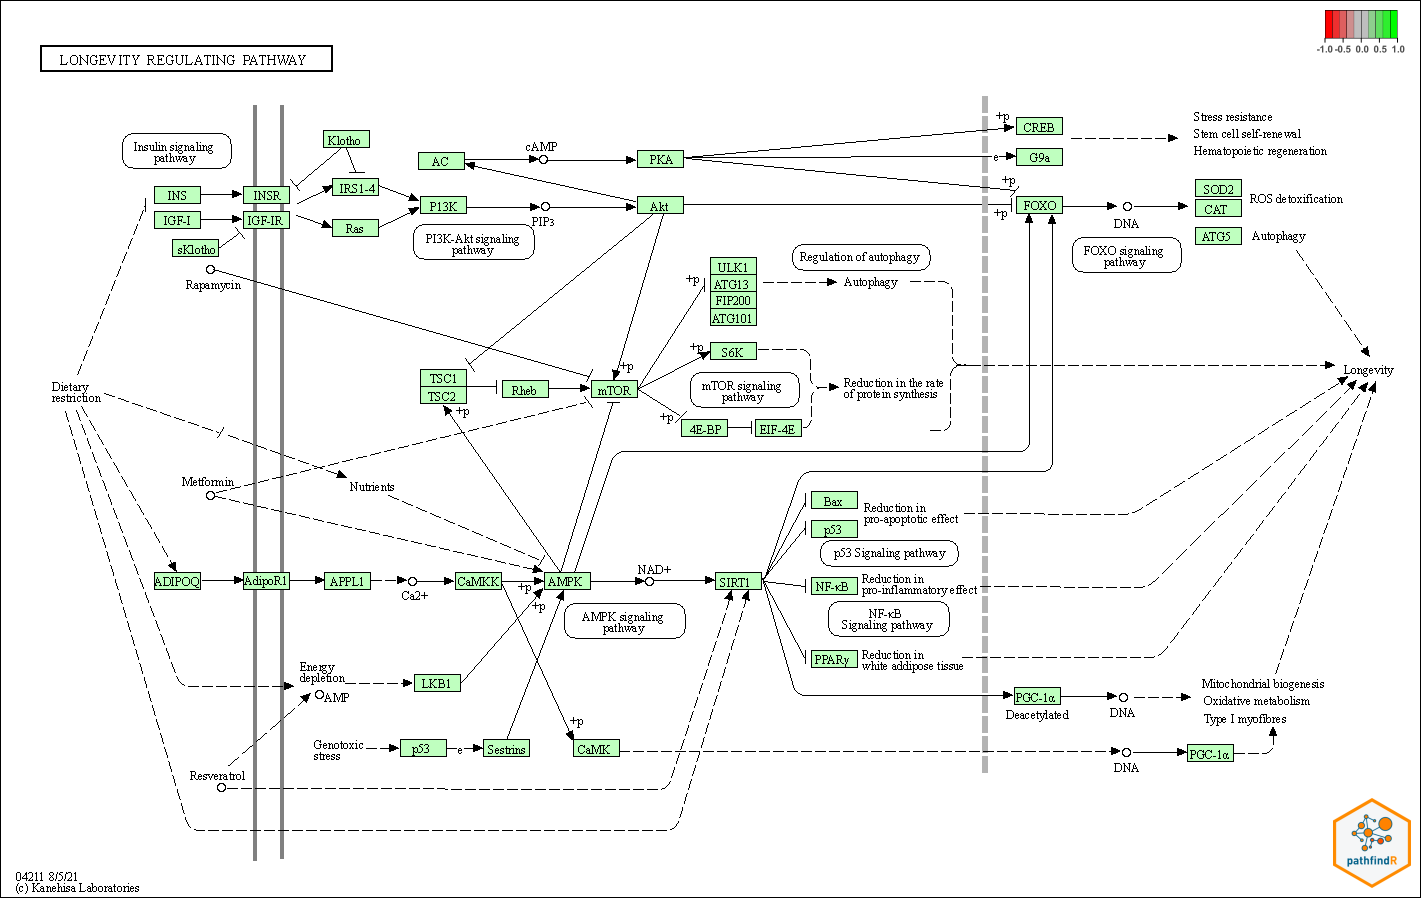 -1.0 -0.5 0.0 0.5 1.0
LONGEVITY REGULATING PATHWAY
Insulin signaling
pathway
Klotho
AC
cAMP
PKA
+p
CREB
e
G9a
Stress resistance
Stem cell self-renewal
Hematopoietic regeneration
INS
INSR
IRS1-4
IGF-I
IGF-IR
Ras
P13K
PIP3
Akt
+p
+p
FOXO
DNA
SOD2
CAT
ROS detoxification
ATG5
Autophagy
sKlotho
PI3K-Akt signaling
pathway
FOXO signaling
pathway
Rapamycin
ULK1
ATG13
FIP200
ATG101
+p
Regulation of autophagy
Autophagy
S6K
+p
+p
TSC1
TSC2
+p
Rheb
mTOR
mTOR signaling
pathway
Reduction in the rate
of protein synthesis
Longevity
+p
4E-BP
EIF-4E
Dietary
restriction
Metformin
Nutrients
Bax
p53
Reduction in
pro-apoptotic effect
p53 Signaling pathway
ADIPOQ
AdipoR1
APPL1
Ca2+
CaMKK
+p
+p
AMPK
NAD+
SIRT1
NF-κB
Reduction in
pro-inflammatory effect
AMPK signaling
pathway
NF-κB
Signaling pathway
PPARγ
Reduction in
white addipose tissue
Energy
depletion
AMP
LKB1
PGC-1α
Deacetylated
DNA
Mitochondrial biogenesis
Oxidative metabolism
Type I myofibres
Genotoxic
stress
p53
e
Sestrins
+p
CaMK
DNA
PGC-1α
Resveratrol
pathfindR
04211 8/5/21
(c) Kanehisa Laboratories